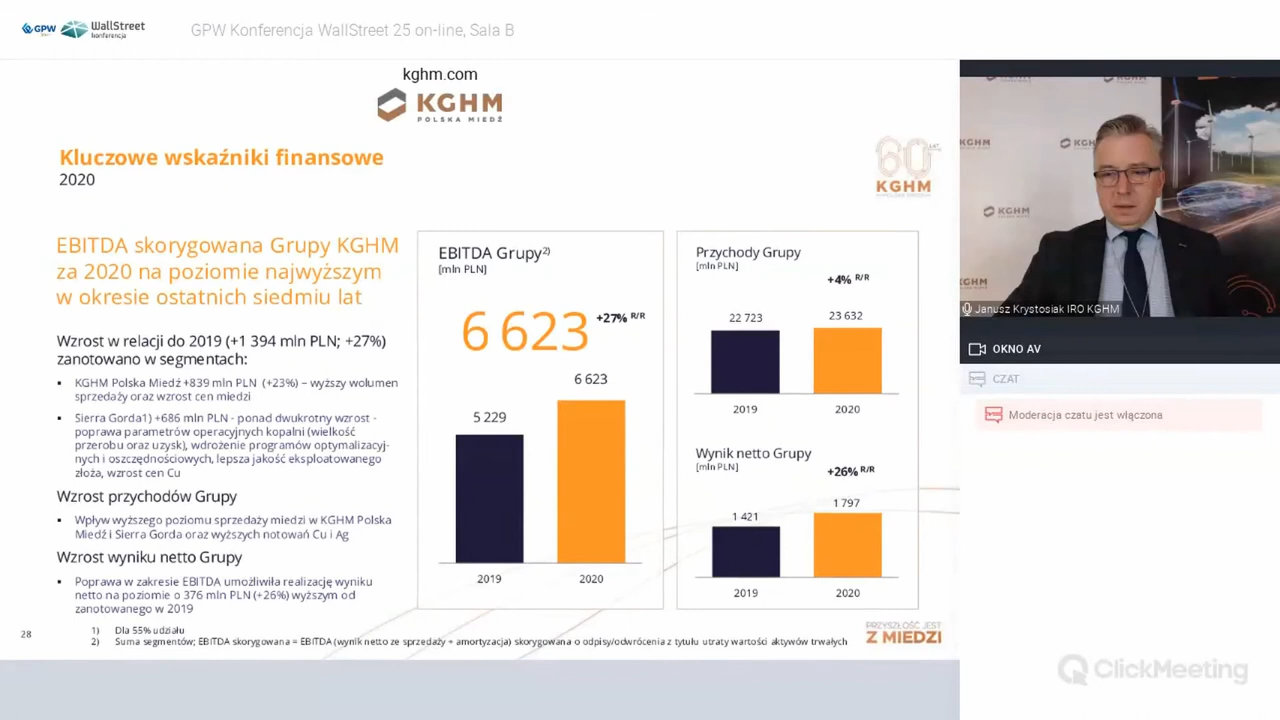 GPW WallStreet konferencja
GPW Konferencja WallStreet 25 on-line, Sala B
kghm.com
KGHM
POLSKA MIEDŹ
Kluczowe wskaźniki finansowe
2020
60 LAT
KGHM
EBITDA skorygowana Grupy KGHM
za 2020 na poziomie najwyższym
w okresie ostatnich siedmiu lat
Wzrost w relacji do 2019 (+1 394 mln PLN; +27%)
zanotowano w segmentach:
▪ KGHM Polska Miedź +839 mln PLN (+23%) – wyższy wolumen
sprzedaży oraz wzrost cen miedzi
▪ Sierra Gorda1) +686 mln PLN - ponad dwukrotny wzrost -
poprawa parametrów operacyjnych kopalni (wielkość
przerobu oraz uzysk), wdrożenie programów optymalizacyj-
nych i oszczędnościowych, lepsza jakość eksploatowanego
złoża, wzrost cen Cu
Wzrost przychodów Grupy
▪ Wpływ wyższego poziomu sprzedaży miedzi w KGHM Polska
Miedź i Sierra Gorda oraz wyższych notowań Cu i Ag
Wzrost wyniku netto Grupy
▪ Poprawa w zakresie EBITDA umożliwiła realizację wyniku
netto na poziomie o 376 mln PLN (+26%) wyższym od
zanotowanego w 2019
EBITDA Grupy2)
[mln PLN]
6 623 +27% R/R
6 623
5 229
2019 2020
Przychody Grupy
[mln PLN]
+4% R/R
22 723 23 632
2019 2020
Wynik netto Grupy
[mln PLN]
+26% R/R
1 421 1 797
2019 2020
28
1) Dla 55% udziału
2) Suma segmentów; EBITDA skorygowana = EBITDA (wynik netto ze sprzedaży + amortyzacja) skorygowana o odpisy/odwrócenia z tytułu utraty wartości aktywów trwałych
PRZYSZŁOŚĆ JEST
Z MIEDZI
KGHM
KGHM
KGHM
Janusz Krystosiak IRO KGHM
OKNO AV
CZAT
Moderacja czatu jest włączona
ClickMeeting